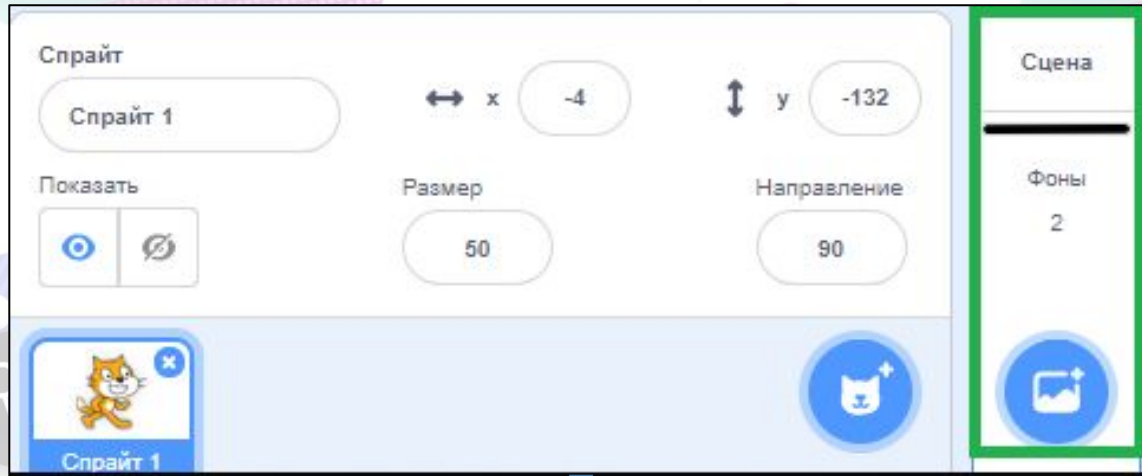 Спрайт
Спрайт 1
x -4
y -132
Показать
Размер
50
Направление
90
Спрайт 1
Сцена
Фоны
2